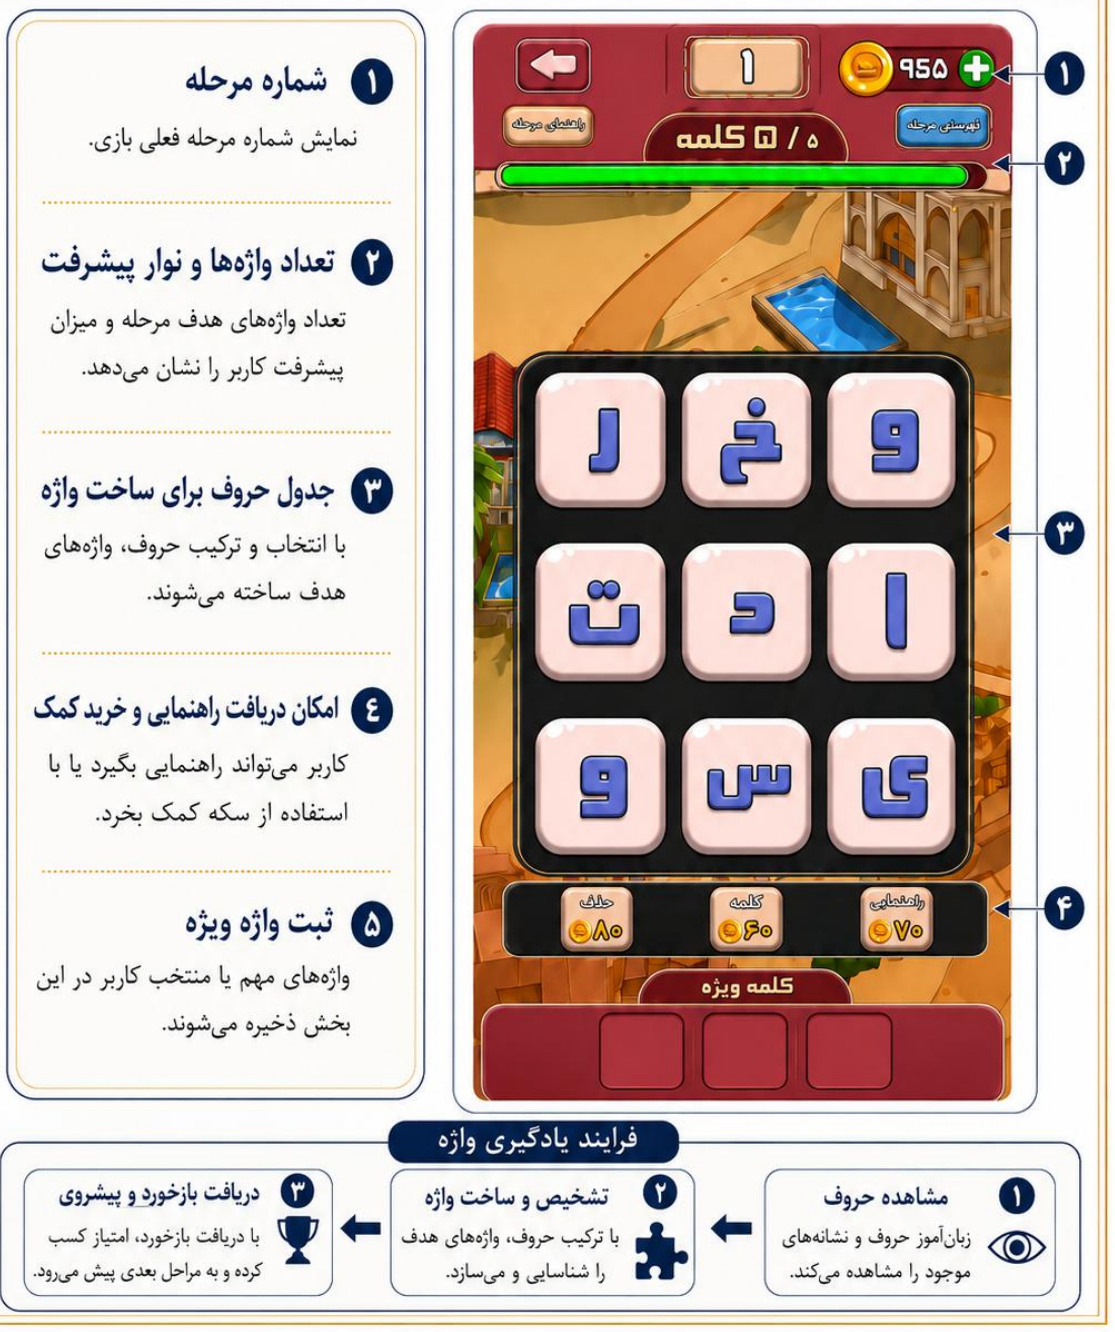 ۱ شماره مرحله
نمایش شماره مرحله فعلی بازی.
۲ تعداد واژه‌ها و نوار پیشرفت
تعداد واژه‌های هدف مرحله و میزان
پیشرفت کاربر را نشان می‌دهد.
۳ جدول حروف برای ساخت واژه
با انتخاب و ترکیب حروف، واژه‌های
هدف ساخته می‌شوند.
٤ امکان دریافت راهنمایی و خرید کمک
کاربر می‌تواند راهنمایی بگیرد یا با
استفاده از سکه کمک بخرد.
۵ ثبت واژه ویژه
واژه‌های مهم یا منتخب کاربر در این
بخش ذخیره می‌شوند.
۹۵۵
۱
راهنمای مرحله
۵ / ۵ کلمه
۱
۲
۳
۴
و خ ر
ا د ت
ی س و
راهنمایی کلمه حذف
۷۰ ۶۰ ۸۰
کلمه ویژه
فرایند یادگیری واژه
۱ مشاهده حروف
زبان‌آموز حروف و نشانه‌های
موجود را مشاهده می‌کند.
۲ تشخیص و ساخت واژه
با ترکیب حروف، واژه‌های هدف
را شناسایی و می‌سازد.
۳ دریافت بازخورد و پیشروی
با دریافت بازخورد، امتیاز کسب
کرده و به مراحل بعدی پیش می‌رود.